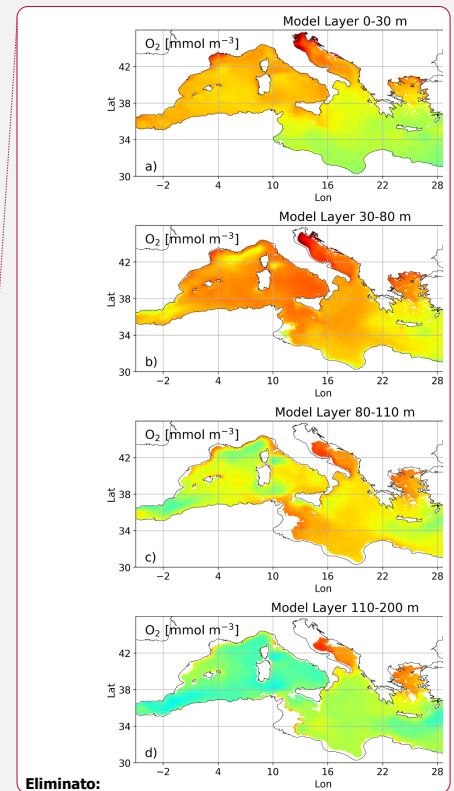 Model Layer 0-30 m
O₂ [mmol m⁻³]
42
38
34
30
Lat
a)
−2 4 10 16 22 28
Lon
Model Layer 30-80 m
O₂ [mmol m⁻³]
42
38
34
30
Lat
b)
−2 4 10 16 22 28
Lon
Model Layer 80-110 m
O₂ [mmol m⁻³]
42
38
34
30
Lat
c)
−2 4 10 16 22 28
Lon
Model Layer 110-200 m
O₂ [mmol m⁻³]
42
38
34
30
Lat
d)
−2 4 10 16 22 28
Lon
Eliminato: